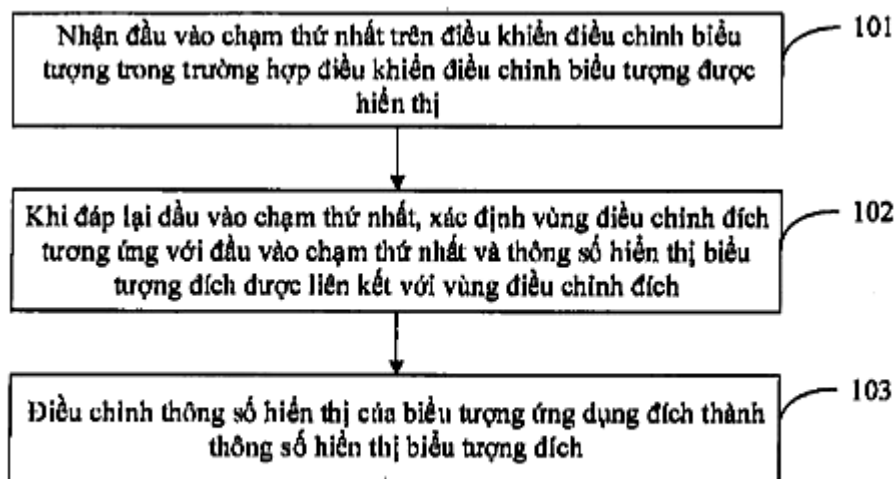 Nhận đầu vào chạm thứ nhất trên điều khiển điều chỉnh biểu
tượng trong trường hợp điều khiển điều chỉnh biểu tượng được
hiển thị
101
Khi đáp lại đầu vào chạm thứ nhất, xác định vùng điều chỉnh đích
tương ứng với đầu vào chạm thứ nhất và thông số hiển thị biểu
tượng đích được liên kết với vùng điều chỉnh đích
102
Điều chỉnh thông số hiển thị của biểu tượng ứng dụng đích thành
thông số hiển thị biểu tượng đích
103